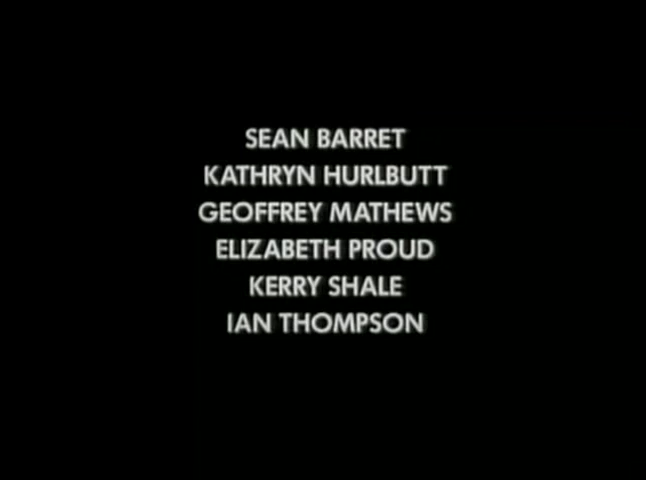 SEAN BARRET
KATHRYN HURLBUTT
GEOFFREY MATHEWS
ELIZABETH PROUD
KERRY SHALE
IAN THOMPSON